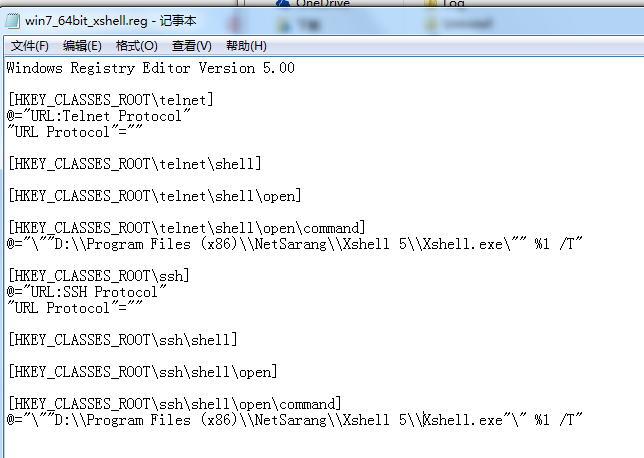 OneDrive
Log
下载
Uninstall
win7_64bit_xshell.reg - 记事本
文件(F) 编辑(E) 格式(O) 查看(V) 帮助(H)
Windows Registry Editor Version 5.00
[HKEY_CLASSES_ROOT\telnet]
@="URL:Telnet Protocol"
"URL Protocol"=""
[HKEY_CLASSES_ROOT\telnet\shell]
[HKEY_CLASSES_ROOT\telnet\shell\open]
[HKEY_CLASSES_ROOT\telnet\shell\open\command]
@="\""D:\\Program Files (x86)\\NetSarang\\Xshell 5\\Xshell.exe\"" %1 /T"
[HKEY_CLASSES_ROOT\ssh]
@="URL:SSH Protocol"
"URL Protocol"=""
[HKEY_CLASSES_ROOT\ssh\shell]
[HKEY_CLASSES_ROOT\ssh\shell\open]
[HKEY_CLASSES_ROOT\ssh\shell\open\command]
@="\""D:\\Program Files (x86)\\NetSarang\\Xshell 5\\Xshell.exe"\" %1 /T"